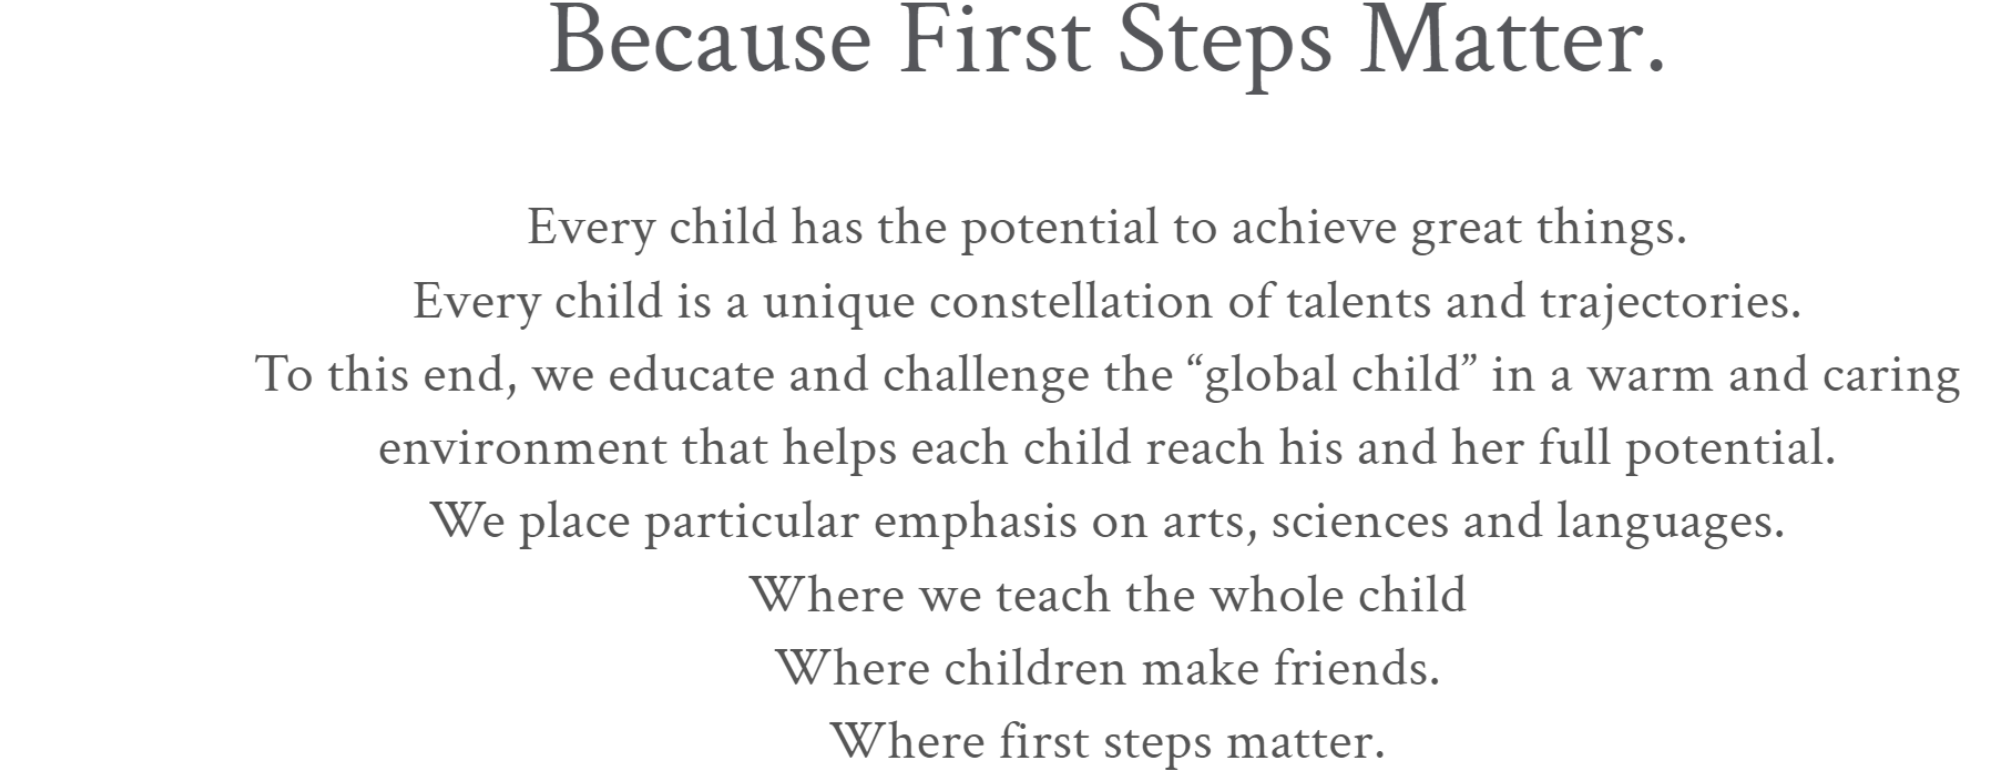 Because First Steps Matter.
Every child has the potential to achieve great things.
Every child is a unique constellation of talents and trajectories.
To this end, we educate and challenge the “global child” in a warm and caring
environment that helps each child reach his and her full potential.
We place particular emphasis on arts, sciences and languages.
Where we teach the whole child
Where children make friends.
Where first steps matter.